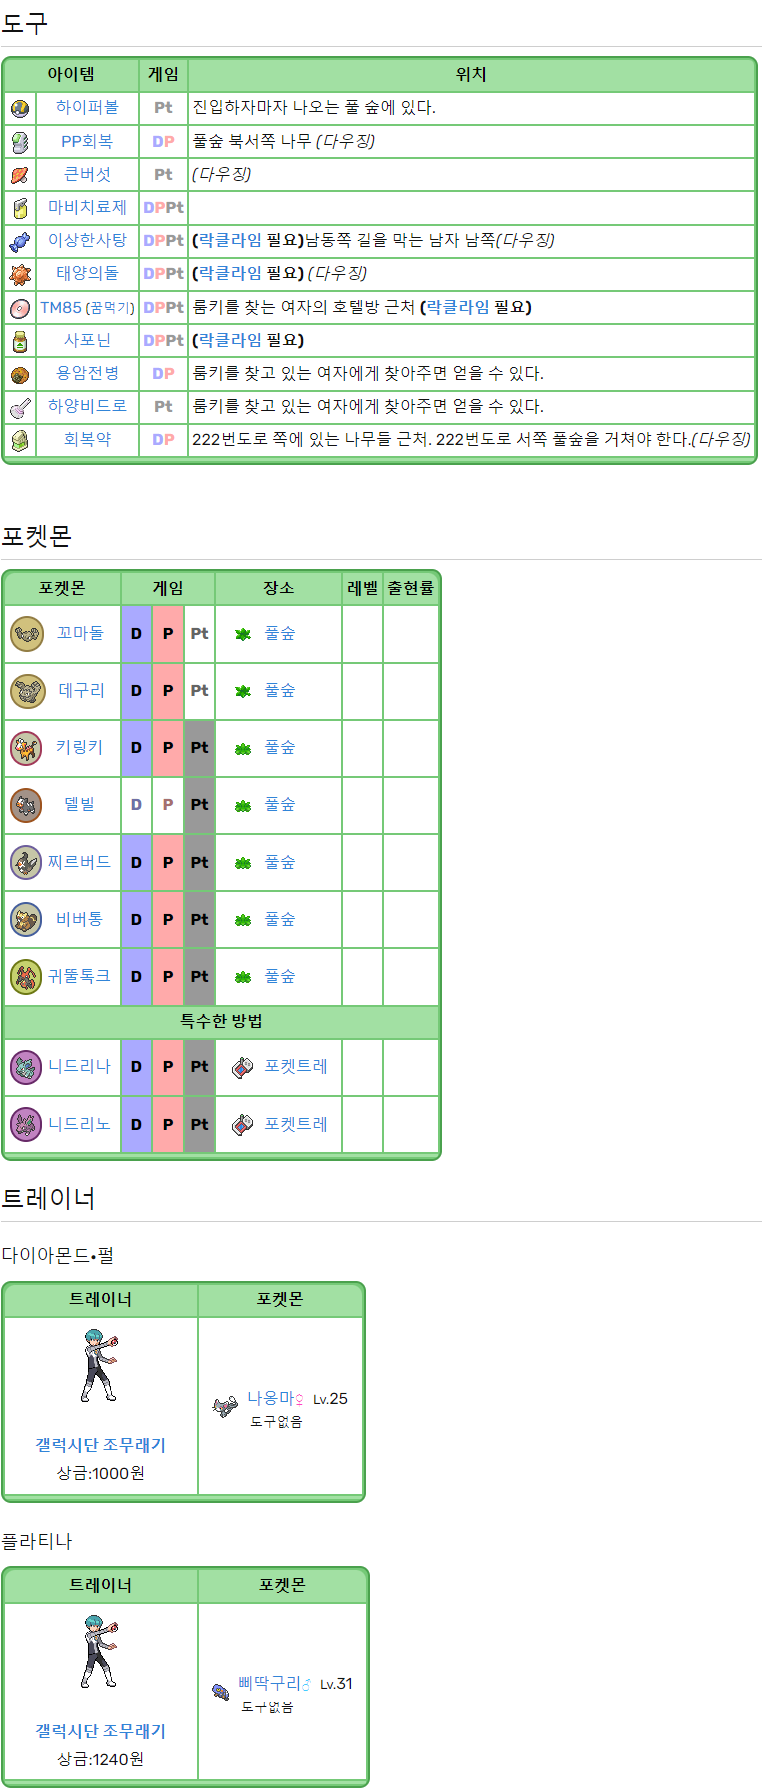 도구
아이템 게임 위치
하이퍼볼 Pt 진입하자마자 나오는 풀 숲에 있다.
PP회복 DP 풀숲 북서쪽 나무 (다우징)
큰버섯 Pt (다우징)
마비치료제 DPPt
이상한사탕 DPPt (락클라임 필요)남동쪽 길을 막는 남자 남쪽(다우징)
태양의돌 DPPt (락클라임 필요) (다우징)
TM85 (꿈먹기) DPPt 룸키를 찾는 여자의 호텔방 근처 (락클라임 필요)
사포닌 DPPt (락클라임 필요)
용암전병 DP 룸키를 찾고 있는 여자에게 찾아주면 얻을 수 있다.
하양비드로 Pt 룸키를 찾고 있는 여자에게 찾아주면 얻을 수 있다.
회복약 DP 222번도로 쪽에 있는 나무들 근처. 222번도로 서쪽 풀숲을 거쳐야 한다.(다우징)
포켓몬
포켓몬 게임 장소 레벨 출현률
꼬마돌 D P Pt 풀숲
데구리 D P Pt 풀숲
키링키 D P Pt 풀숲
델빌 D P Pt 풀숲
찌르버드 D P Pt 풀숲
비버통 D P Pt 풀숲
귀뚤톡크 D P Pt 풀숲
특수한 방법
니드리나 D P Pt 포켓트레
니드리노 D P Pt 포켓트레
트레이너
다이아몬드•펄
트레이너 포켓몬
나옹마♀ Lv.25
도구없음
갤럭시단 조무래기
상금:1000원
플라티나
트레이너 포켓몬
삐딱구리♂ Lv.31
도구없음
갤럭시단 조무래기
상금:1240원